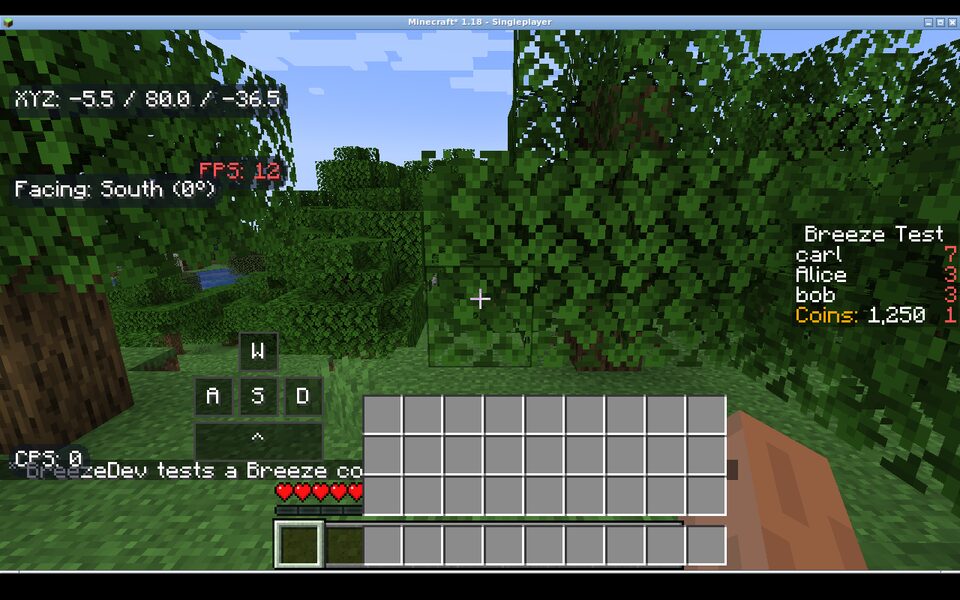 Minecraft* 1.18 - Singleplayer
XYZ: -5.5 / 80.0 / -36.5
FPS: 12
Facing: South (0°)
Breeze Test
carl 7
Alice 3
bob 3
Coins: 1,250 1
W
A S D
^
CPS: 0
BreezeDev tests a Breeze co